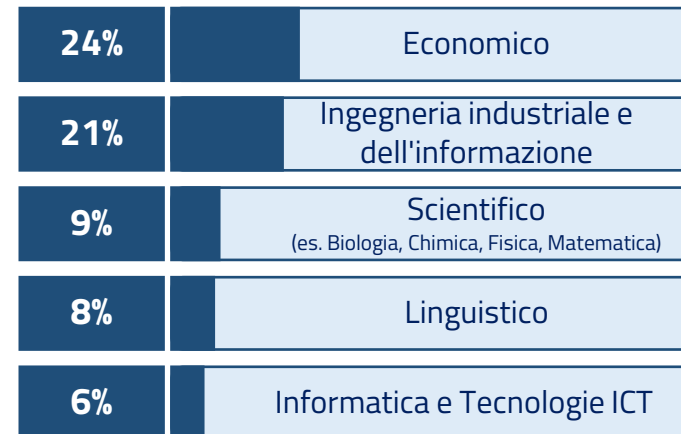 24%
Economico
21%
Ingegneria industriale e
dell'informazione
9%
Scientifico
(es. Biologia, Chimica, Fisica, Matematica)
8%
Linguistico
6%
Informatica e Tecnologie ICT